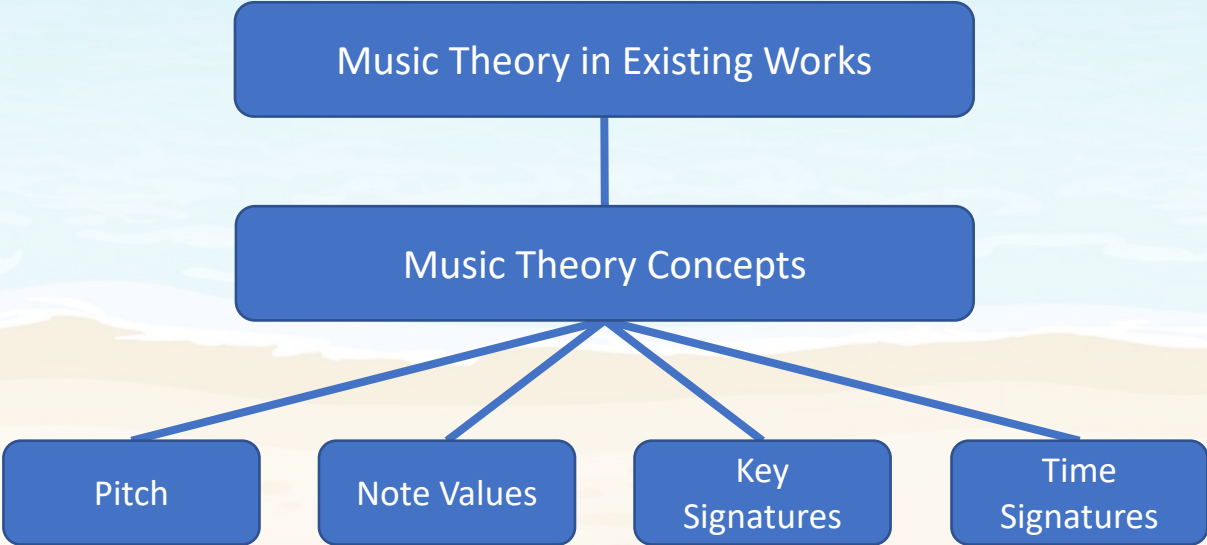 Music Theory in Existing Works
Music Theory Concepts
Pitch
Note Values
Key
Signatures
Time
Signatures